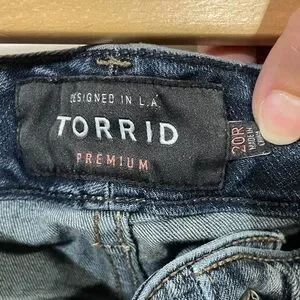 DESIGNED IN L.A.
TORRID
PREMIUM
20R